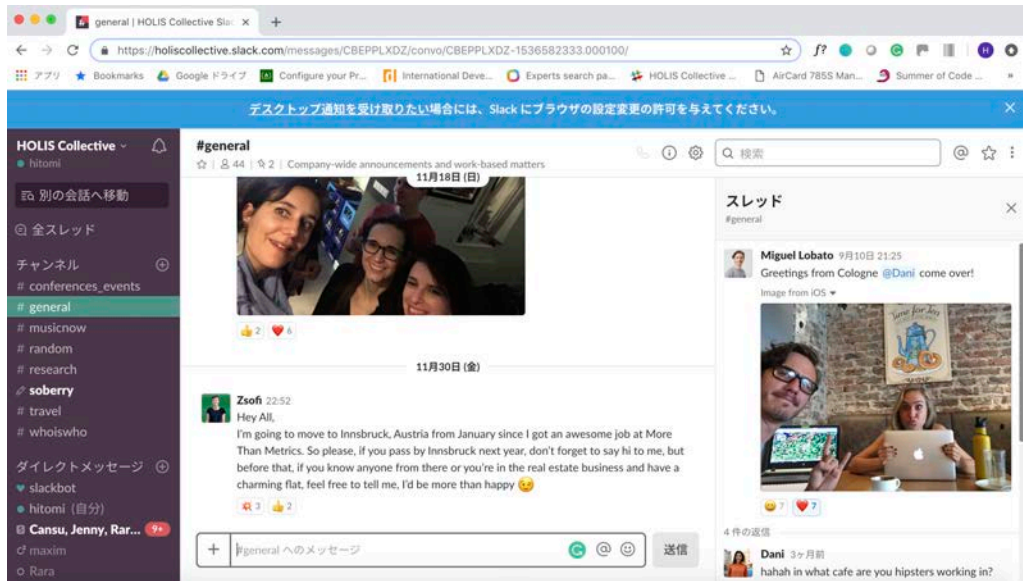 general | HOLIS Collective Slac
https://holiscollective.slack.com/messages/CBEPPLXDZ/convo/CBEPPLXDZ-1536582333.000100/
f?
H
アプリ
Bookmarks
Google ドライブ
Configure your Pr...
International Deve...
Experts search pa...
HOLIS Collective ...
AirCard 785S Man...
Summer of Code ...
デスクトップ通知を受け取りたい場合には、Slack にブラウザの設定変更の許可を与えてください。
HOLIS Collective
hitomi
別の会話へ移動
全スレッド
チャンネル
# conferences_events
# general
# musicnow
# random
# research
soberry
# travel
# whoiswho
ダイレクトメッセージ
slackbot
hitomi (自分)
Cansu, Jenny, Rar... 9+
maxim
Rara
#general
44 | 2 | Company-wide announcements and work-based matters
検索
11月18日 (日)
2 6
11月30日 (金)
Zsofi 22:52
Hey All,
I'm going to move to Innsbruck, Austria from January since I got an awesome job at More
Than Metrics. So please, if you pass by Innsbruck next year, don't forget to say hi to me, but
before that, if you know anyone from there or you're in the real estate business and have a
charming flat, feel free to tell me, I'd be more than happy
3 2
#general へのメッセージ
送信
スレッド
#general
Miguel Lobato 9月10日 21:25
Greetings from Cologne @Dani come over!
Image from iOS
Time for Tea
7 7
4 件の返信
Dani 3ヶ月前
hahah in what cafe are you hipsters working in?